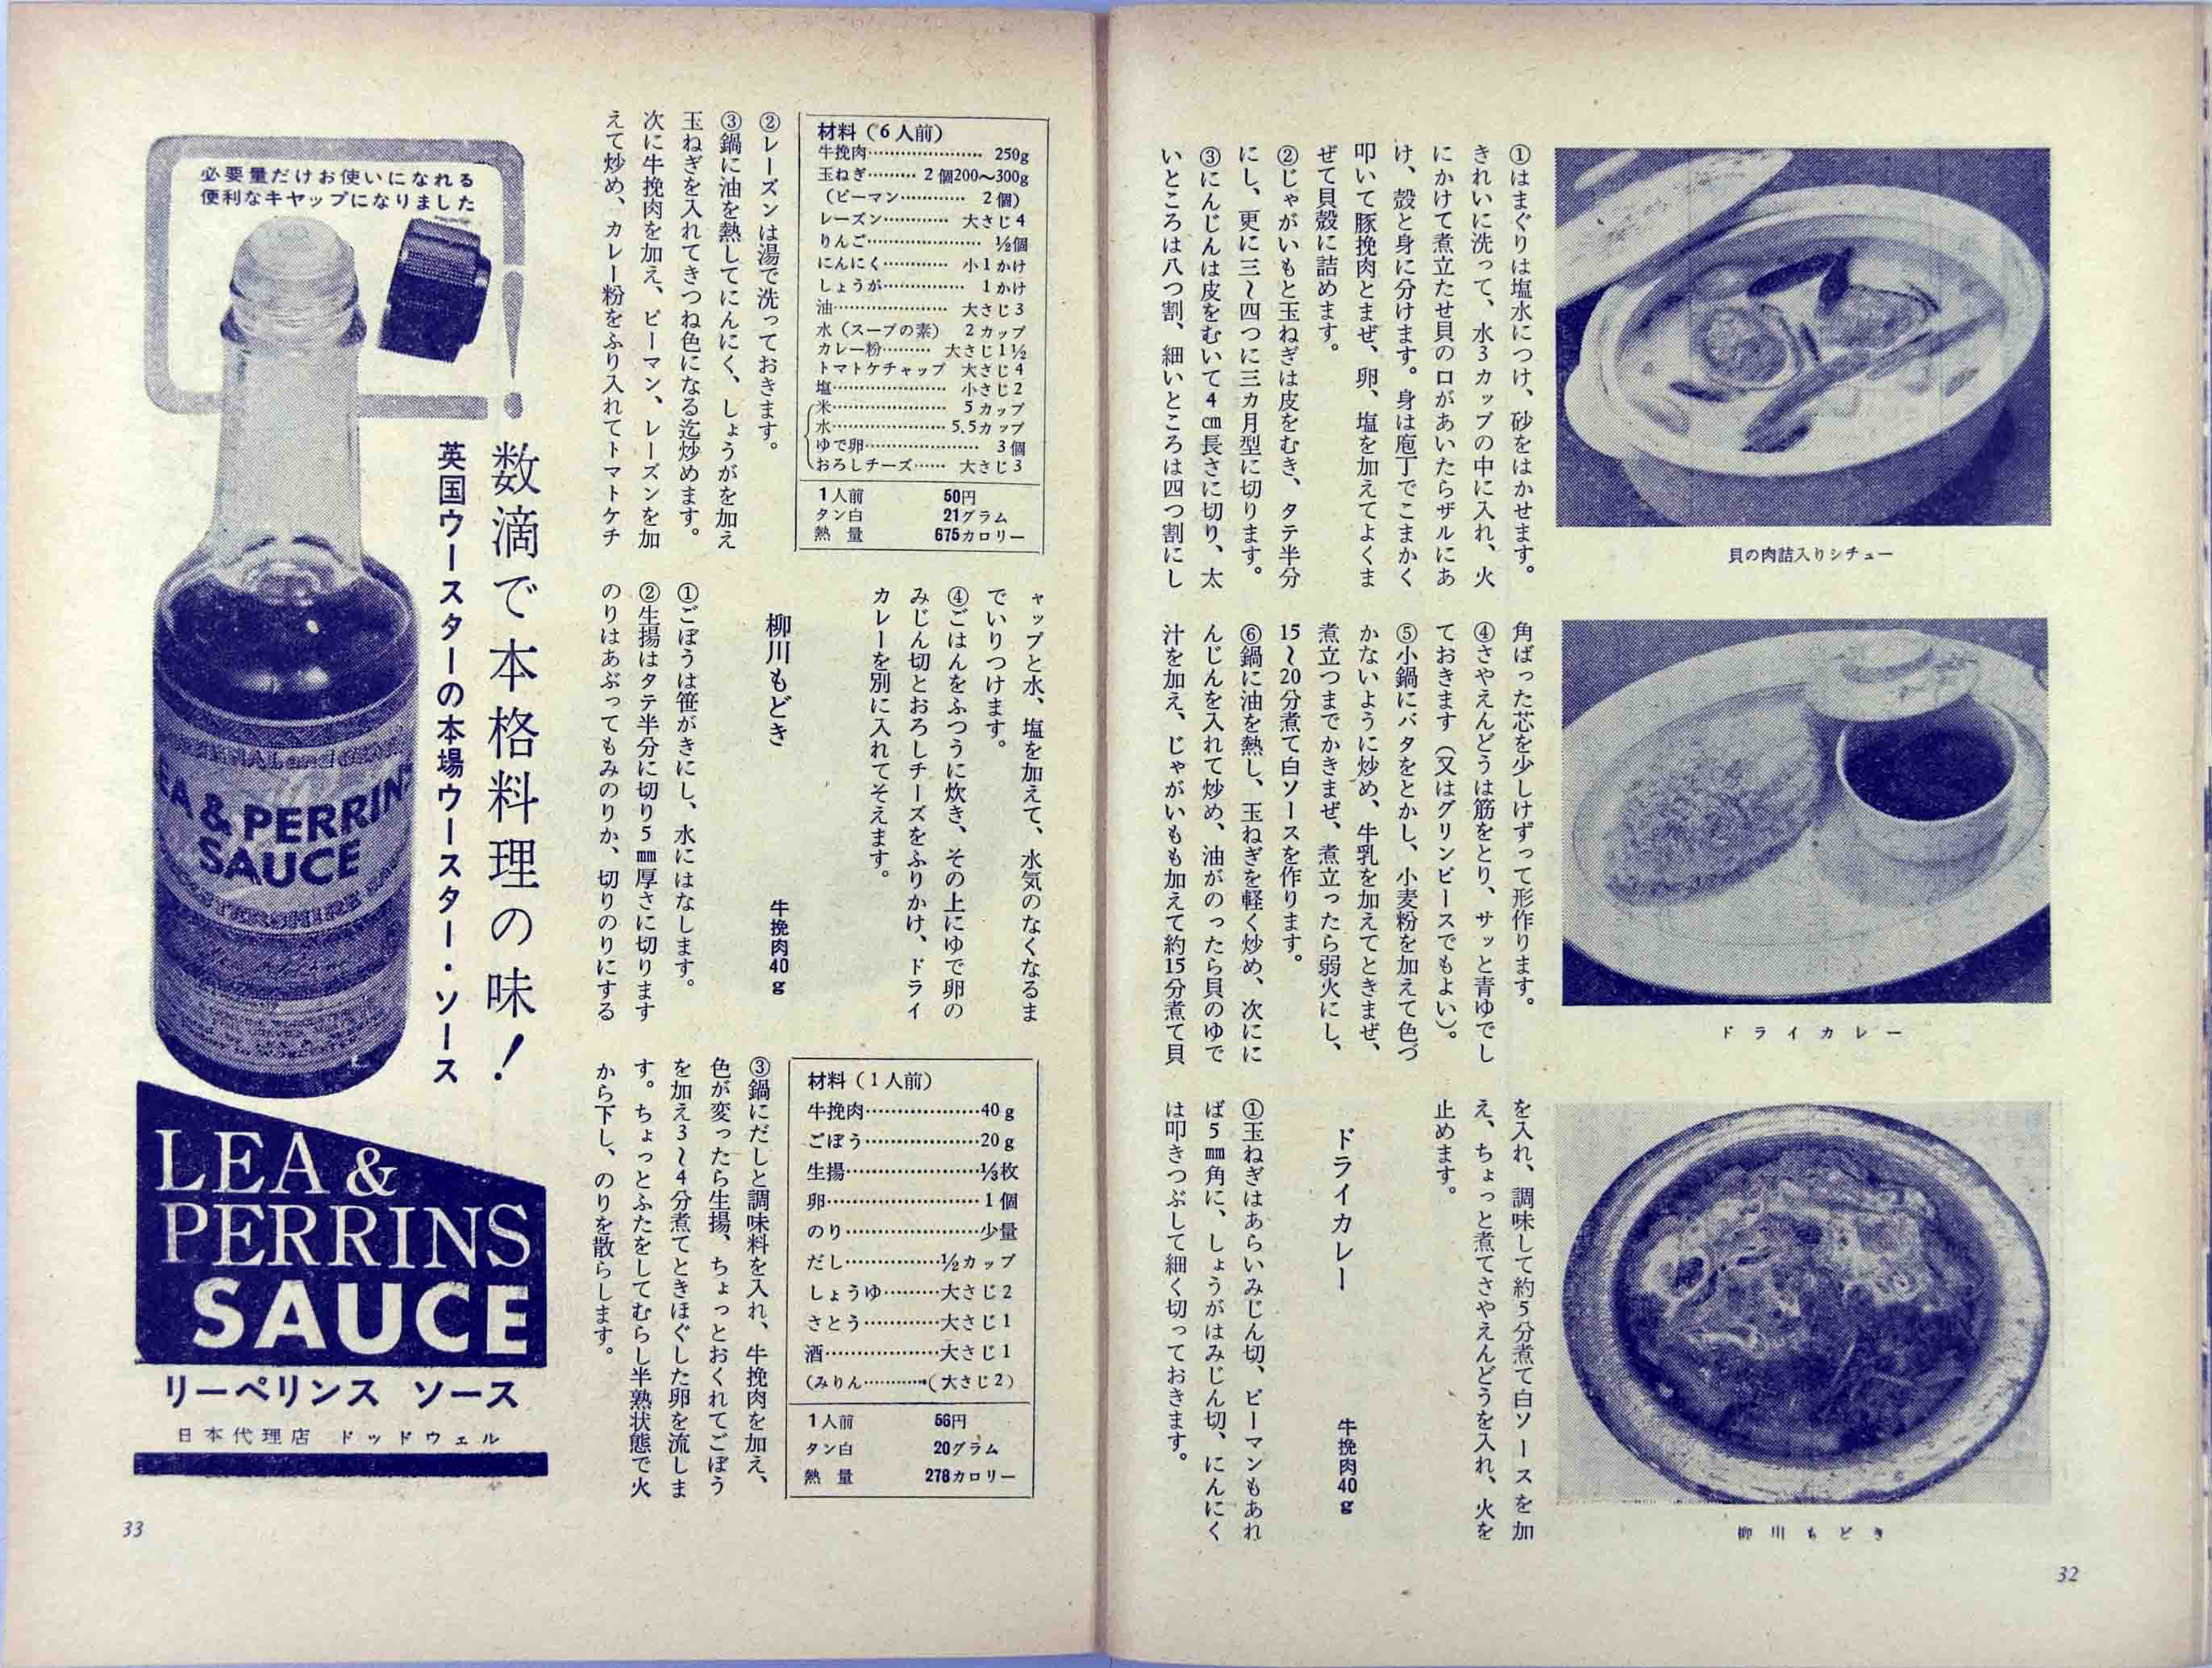 ①はまぐりは塩水につけ、砂をはかせます。
きれいに洗って、水3カップの中に入れ、火
にかけて煮立たせ貝の口があいたらザルにあ
け、殻と身に分けます。身は庖丁でこまかく
叩いて豚挽肉とまぜ、卵、塩を加えてよくま
ぜて貝殻に詰めます。
②じゃがいもと玉ねぎは皮をむき、タテ半分
にし、更に三〜四つに三カ月型に切ります。
③にんじんは皮をむいて4㎝長さに切り、太
いところは八つ割、細いところは四つ割にし
角ばった芯を少しけずって形作ります。
④さやえんどうは筋をとり、サッと青ゆでし
ておきます（又はグリンピースでもよい）。
⑤小鍋にバタをとかし、小麦粉を加えて色づ
かないように炒め、牛乳を加えてときまぜ、
煮立つまでかきまぜ、煮立ったら弱火にし、
15〜20分煮て白ソースを作ります。
⑥鍋に油を熱し、玉ねぎを軽く炒め、次にに
んじんを入れて炒め、油がのったら貝のゆで
汁を加え、じゃがいもも加えて約15分煮て貝
を入れ、調味して約5分煮て白ソースを加
え、ちょっと煮てさやえんどうを入れ、火を
止めます。
ドライカレー　牛挽肉40g
①玉ねぎはあらいみじん切、ピーマンもあれ
ば5㎜角に、しょうがはみじん切、にんにく
は叩きつぶして細く切っておきます。
貝の肉詰入りシチュー
ドライカレー
柳川もどき
32
材料（6人前）
牛挽肉…………………250g
玉ねぎ………2個200〜300g
（ピーマン…………2個）
レーズン…………大さじ4
りんご…………………½個
にんにく…………小1かけ
しょうが……………1かけ
油……………………大さじ3
水（スープの素）2カップ
カレー粉………大さじ1½
トマトケチャップ 大さじ4
塩……………………小さじ2
米……………………5カップ
水……………………5.5カップ
ゆで卵…………………3個
おろしチーズ……大さじ3
1人前　50円
タン白　21グラム
熱量　675カロリー
②レーズンは湯で洗っておきます。
③鍋に油を熱してにんにく、しょうがを加え
玉ねぎを入れてきつね色になる迄炒めます。
次に牛挽肉を加え、ピーマン、レーズンを加
えて炒め、カレー粉をふり入れてトマトケチ
ャップと水、塩を加えて、水気のなくなるま
でいりつけます。
④ごはんをふつうに炊き、その上にゆで卵の
みじん切とおろしチーズをふりかけ、ドライ
カレーを別に入れてそえます。
柳川もどき　牛挽肉40g
①ごぼうは笹がきにし、水にはなします。
②生揚はタテ半分に切り5㎜厚さに切ります
のりはあぶってもみのりか、切りのりにする
材料（1人前）
牛挽肉…………………40g
ごぼう…………………20g
生揚……………………⅓枚
卵………………………1個
のり……………………少量
だし……………½カップ
しょうゆ………大さじ2
さとう…………大さじ1
酒………………大さじ1
（みりん…………（大さじ2）
1人前　56円
タン白　20グラム
熱量　278カロリー
③鍋にだしと調味料を入れ、牛挽肉を加え、
色が変ったら生揚、ちょっとおくれてごぼう
を加え3〜4分煮てときほぐした卵を流しま
す。ちょっとふたをしてむらし半熟状態で火
から下し、のりを散らします。
必要量だけお使いになれる
便利なキャップになりました
！
数滴で本格料理の味！
英国ウースターの本場ウースター・ソース
LEA & PERRINS
SAUCE
LEA &
PERRINS
SAUCE
リーペリンス ソース
日本代理店 ドッドウェル
33